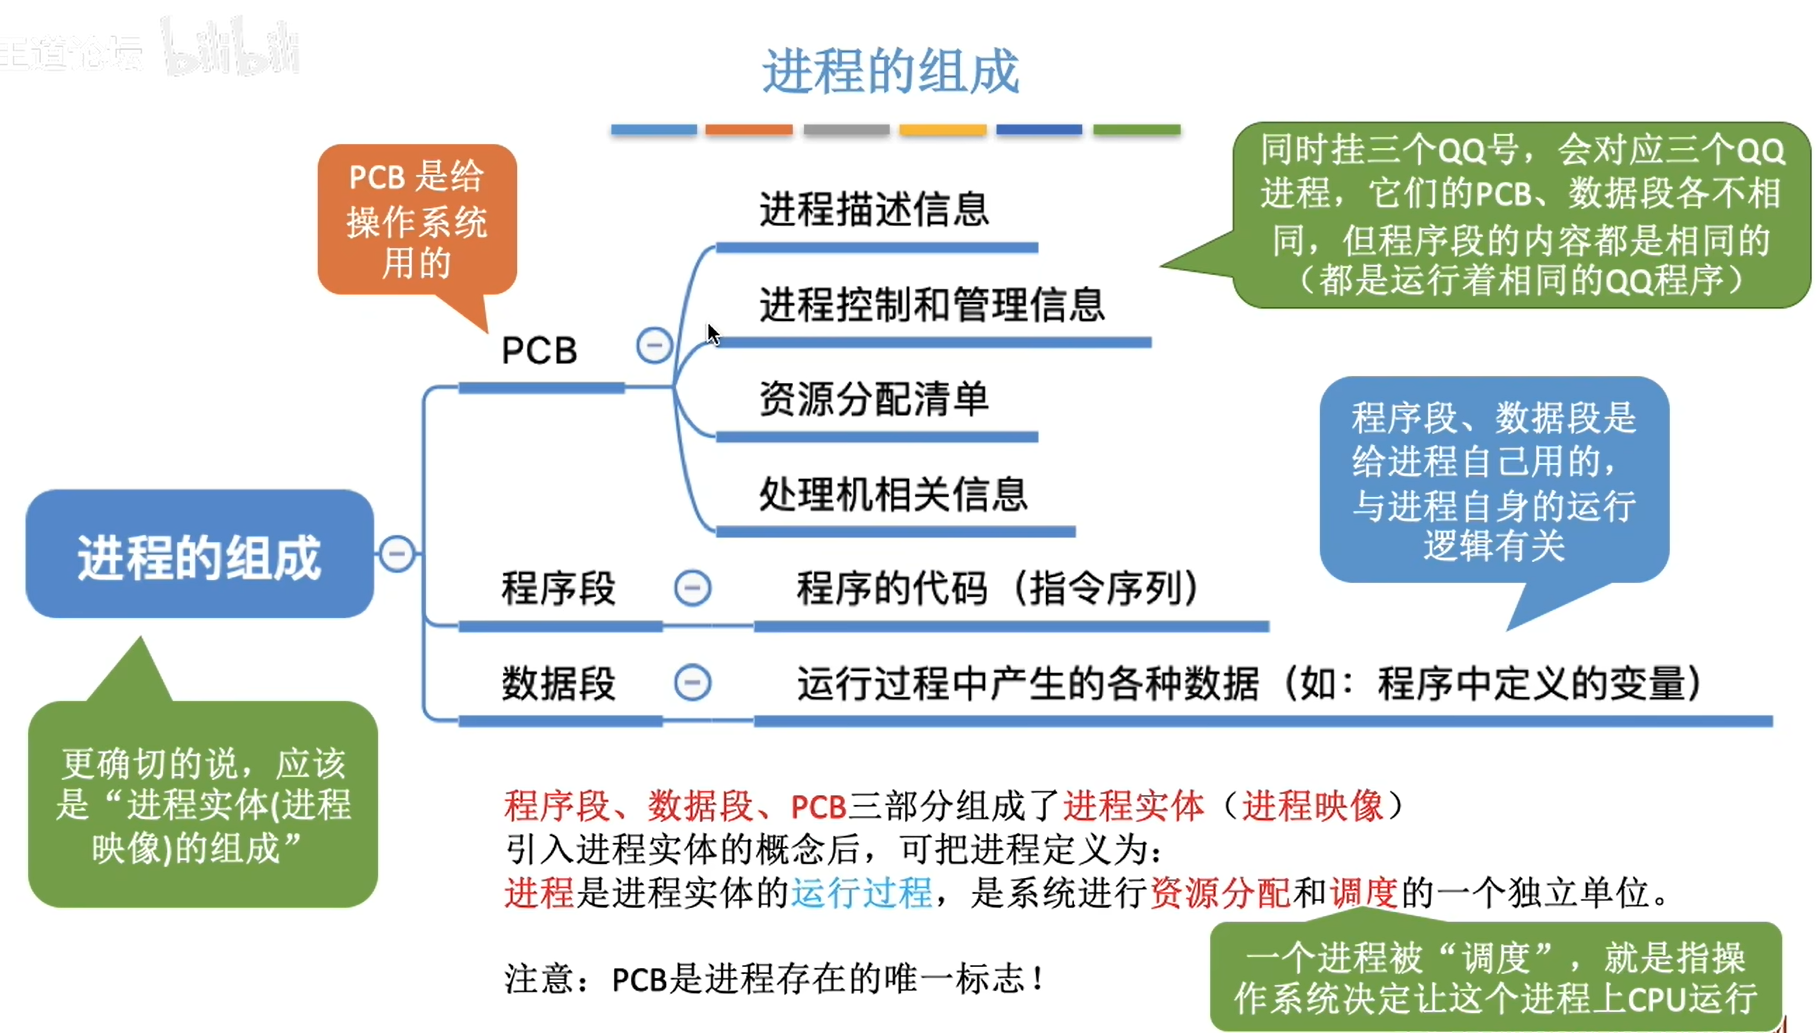 王道论坛 bilibili
进程的组成
PCB 是给
操作系统
用的
同时挂三个QQ号，会对应三个QQ
进程，它们的PCB、数据段各不相
同，但程序段的内容都是相同的
（都是运行着相同的QQ程序）
进程描述信息
进程控制和管理信息
PCB
资源分配清单
处理机相关信息
程序段、数据段是
给进程自己用的，
与进程自身的运行
逻辑有关
进程的组成
程序段
程序的代码（指令序列）
数据段
运行过程中产生的各种数据（如：程序中定义的变量）
更确切的说，应该
是“进程实体(进程
映像)的组成”
程序段、数据段、PCB三部分组成了进程实体（进程映像）
引入进程实体的概念后，可把进程定义为：
进程是进程实体的运行过程，是系统进行资源分配和调度的一个独立单位。
一个进程被“调度”，就是指操
作系统决定让这个进程上CPU运行
注意：PCB是进程存在的唯一标志！